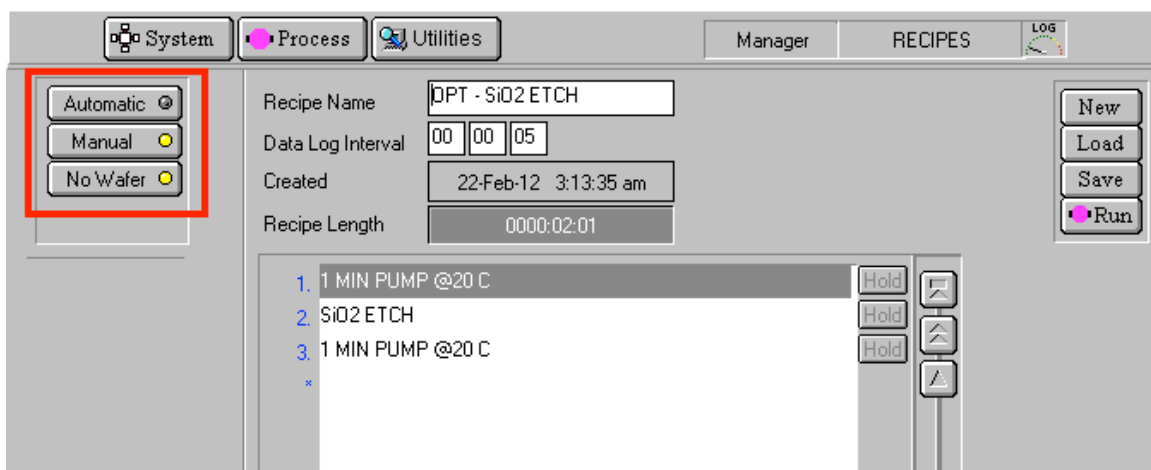 System Process Utilities Manager RECIPES LOG
Automatic
Manual
No Wafer
Recipe Name OPT - SiO2 ETCH
Data Log Interval 00 00 05
Created 22-Feb-12 3:13:35 am
Recipe Length 0000:02:01
New
Load
Save
Run
1. 1 MIN PUMP @20 C Hold
2. SiO2 ETCH Hold
3. 1 MIN PUMP @20 C Hold
*